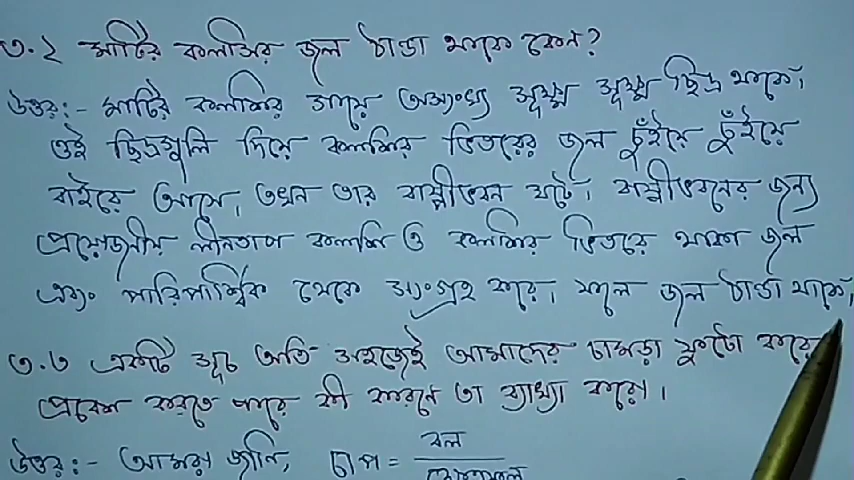 ৩.২ মাটির কলসির জল ঠাণ্ডা থাকে কেন?
উত্তর:- মাটির কলসির গায়ে অসংখ্য সূক্ষ্ম সূক্ষ্ম ছিদ্র থাকে।
ওই ছিদ্রগুলি দিয়ে কলসির ভিতরের জল চুঁইয়ে চুঁইয়ে
বাইরে আসে, তখন তার বাষ্পীভবন ঘটে। বাষ্পীভবনের জন্য
প্রয়োজনীয় লীনতাপ কলসি ও কলসির ভিতরে থাকা জল
এবং পারিপার্শ্বিক থেকে সংগ্রহ করে। ফলে জল ঠাণ্ডা থাকে।
৩.৩ একটি সূচ অতি সহজেই আমাদের চামড়া ফুটো করে
প্রবেশ করতে পারে কী কারনে তা ব্যাখ্যা করো।
উত্তর:- আমরা জানি, চাপ = বল
ক্ষেত্রফল